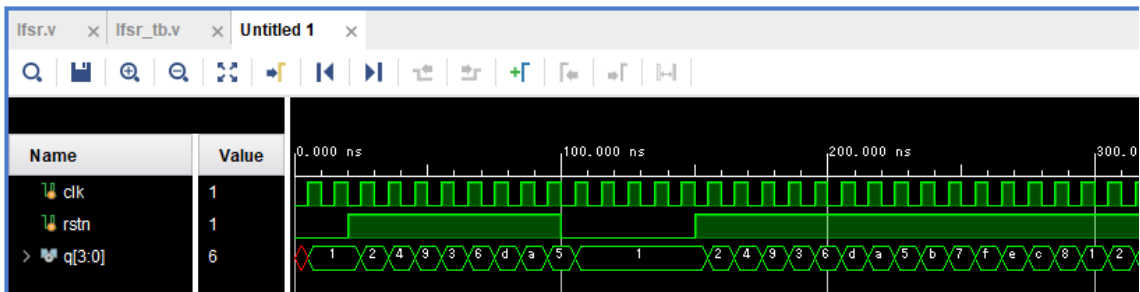 lfsr.v × lfsr_tb.v × Untitled 1 ×
Name Value 0.000 ns 100.000 ns 200.000 ns 300.0
clk 1
rstn 1
> q[3:0] 6 1 2 4 9 3 6 d a 5 1 2 4 9 3 6 d a 5 b 7 f e c 8 1 2